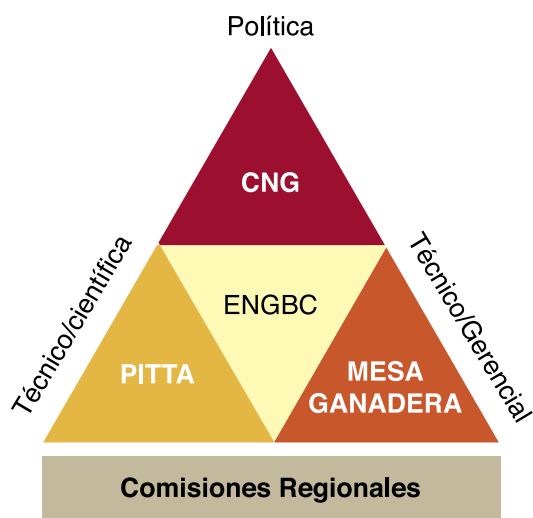 Política
CNG
Técnico/científica
Técnico/Gerencial
ENGBC
PITTA
MESA
GANADERA
Comisiones Regionales